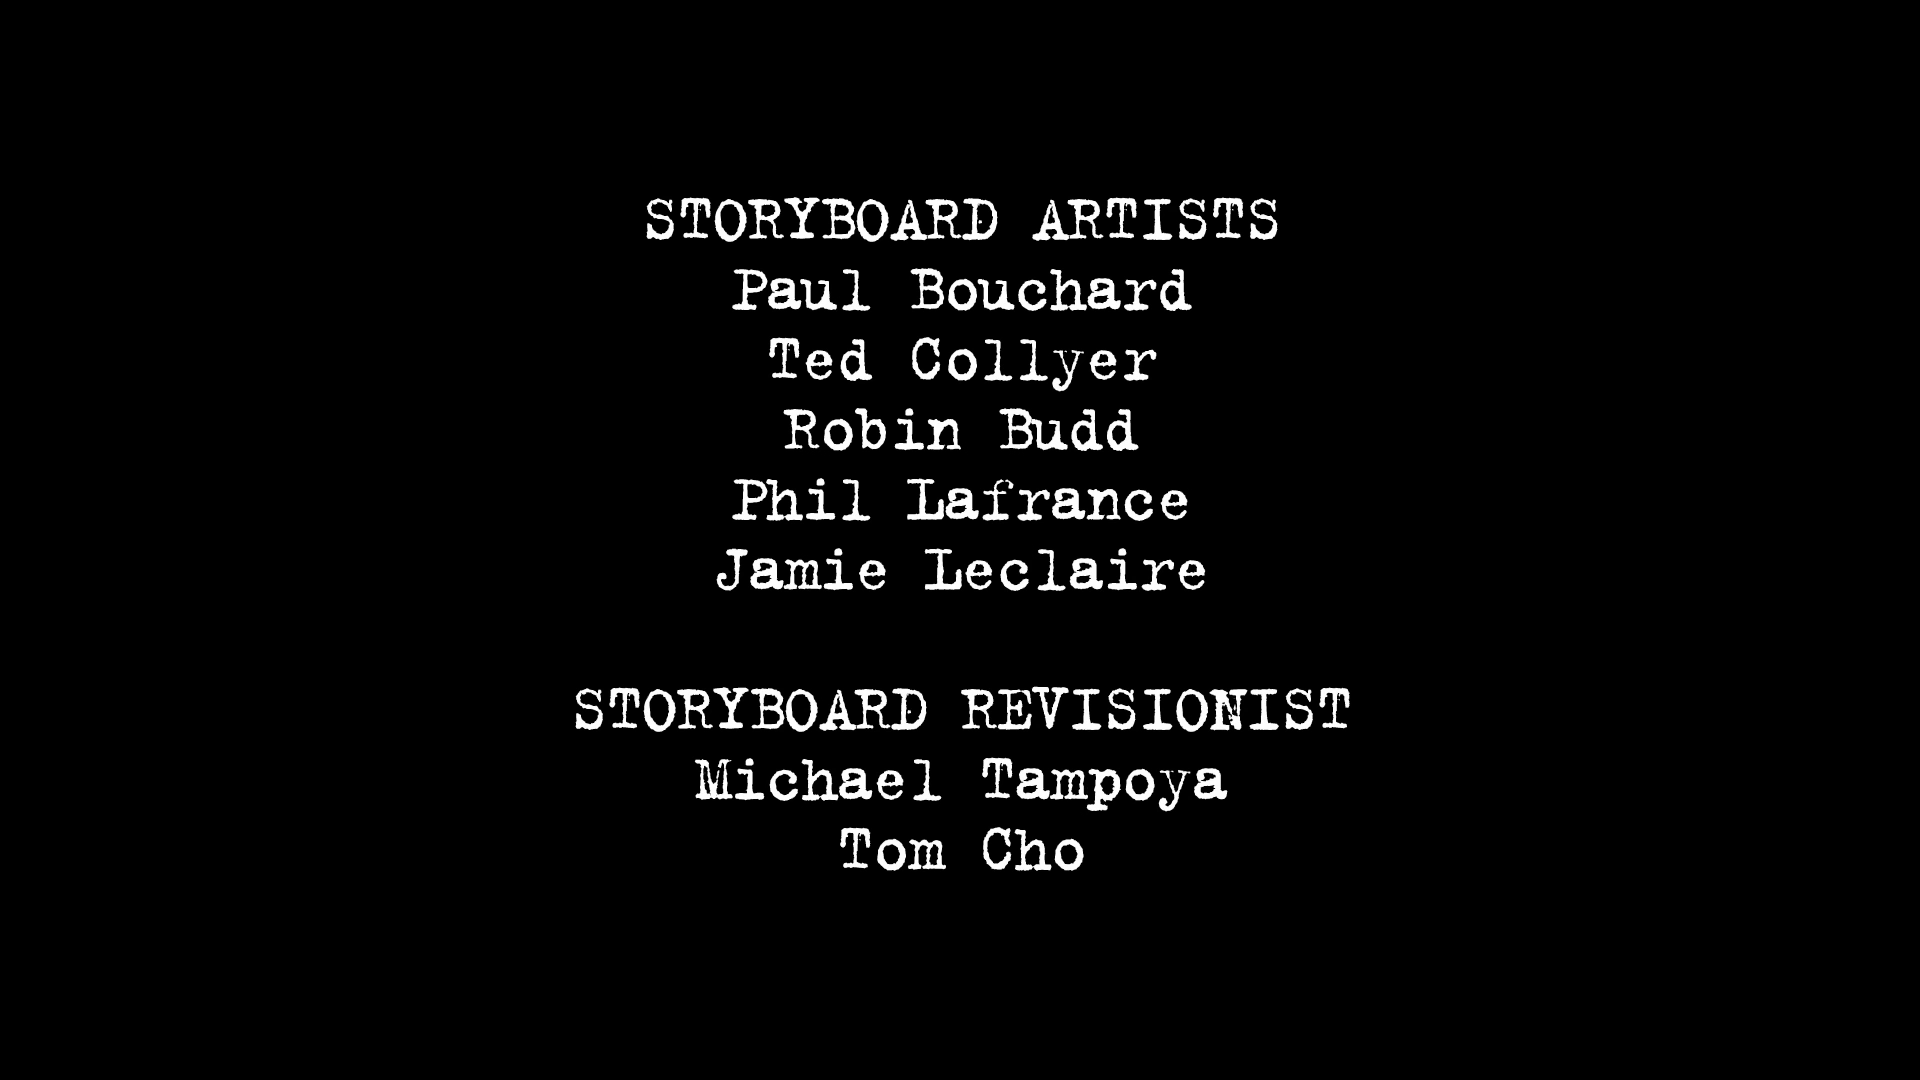 STORYBOARD ARTISTS
Paul Bouchard
Ted Collyer
Robin Budd
Phil Lafrance
Jamie Leclaire
STORYBOARD REVISIONIST
Michael Tampoya
Tom Cho